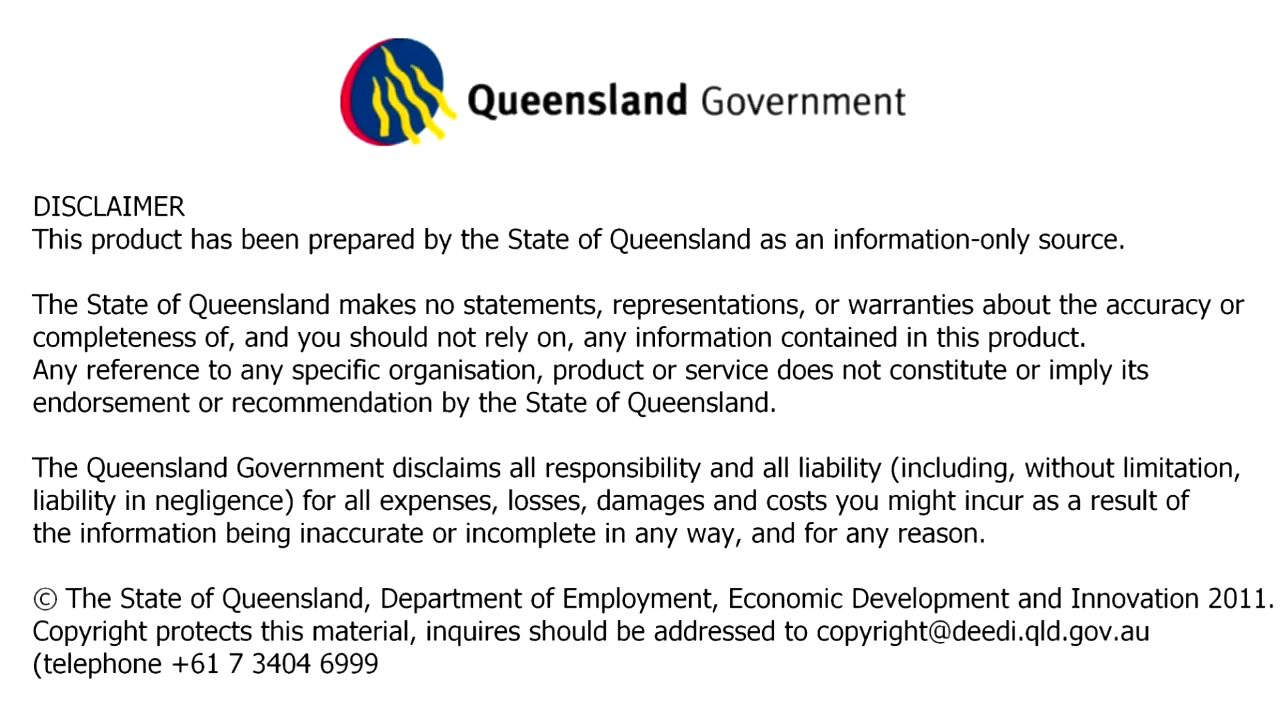 Queensland Government
DISCLAIMER
This product has been prepared by the State of Queensland as an information-only source.
The State of Queensland makes no statements, representations, or warranties about the accuracy or
completeness of, and you should not rely on, any information contained in this product.
Any reference to any specific organisation, product or service does not constitute or imply its
endorsement or recommendation by the State of Queensland.
The Queensland Government disclaims all responsibility and all liability (including, without limitation,
liability in negligence) for all expenses, losses, damages and costs you might incur as a result of
the information being inaccurate or incomplete in any way, and for any reason.
© The State of Queensland, Department of Employment, Economic Development and Innovation 2011.
Copyright protects this material, inquires should be addressed to copyright@deedi.qld.gov.au
(telephone +61 7 3404 6999